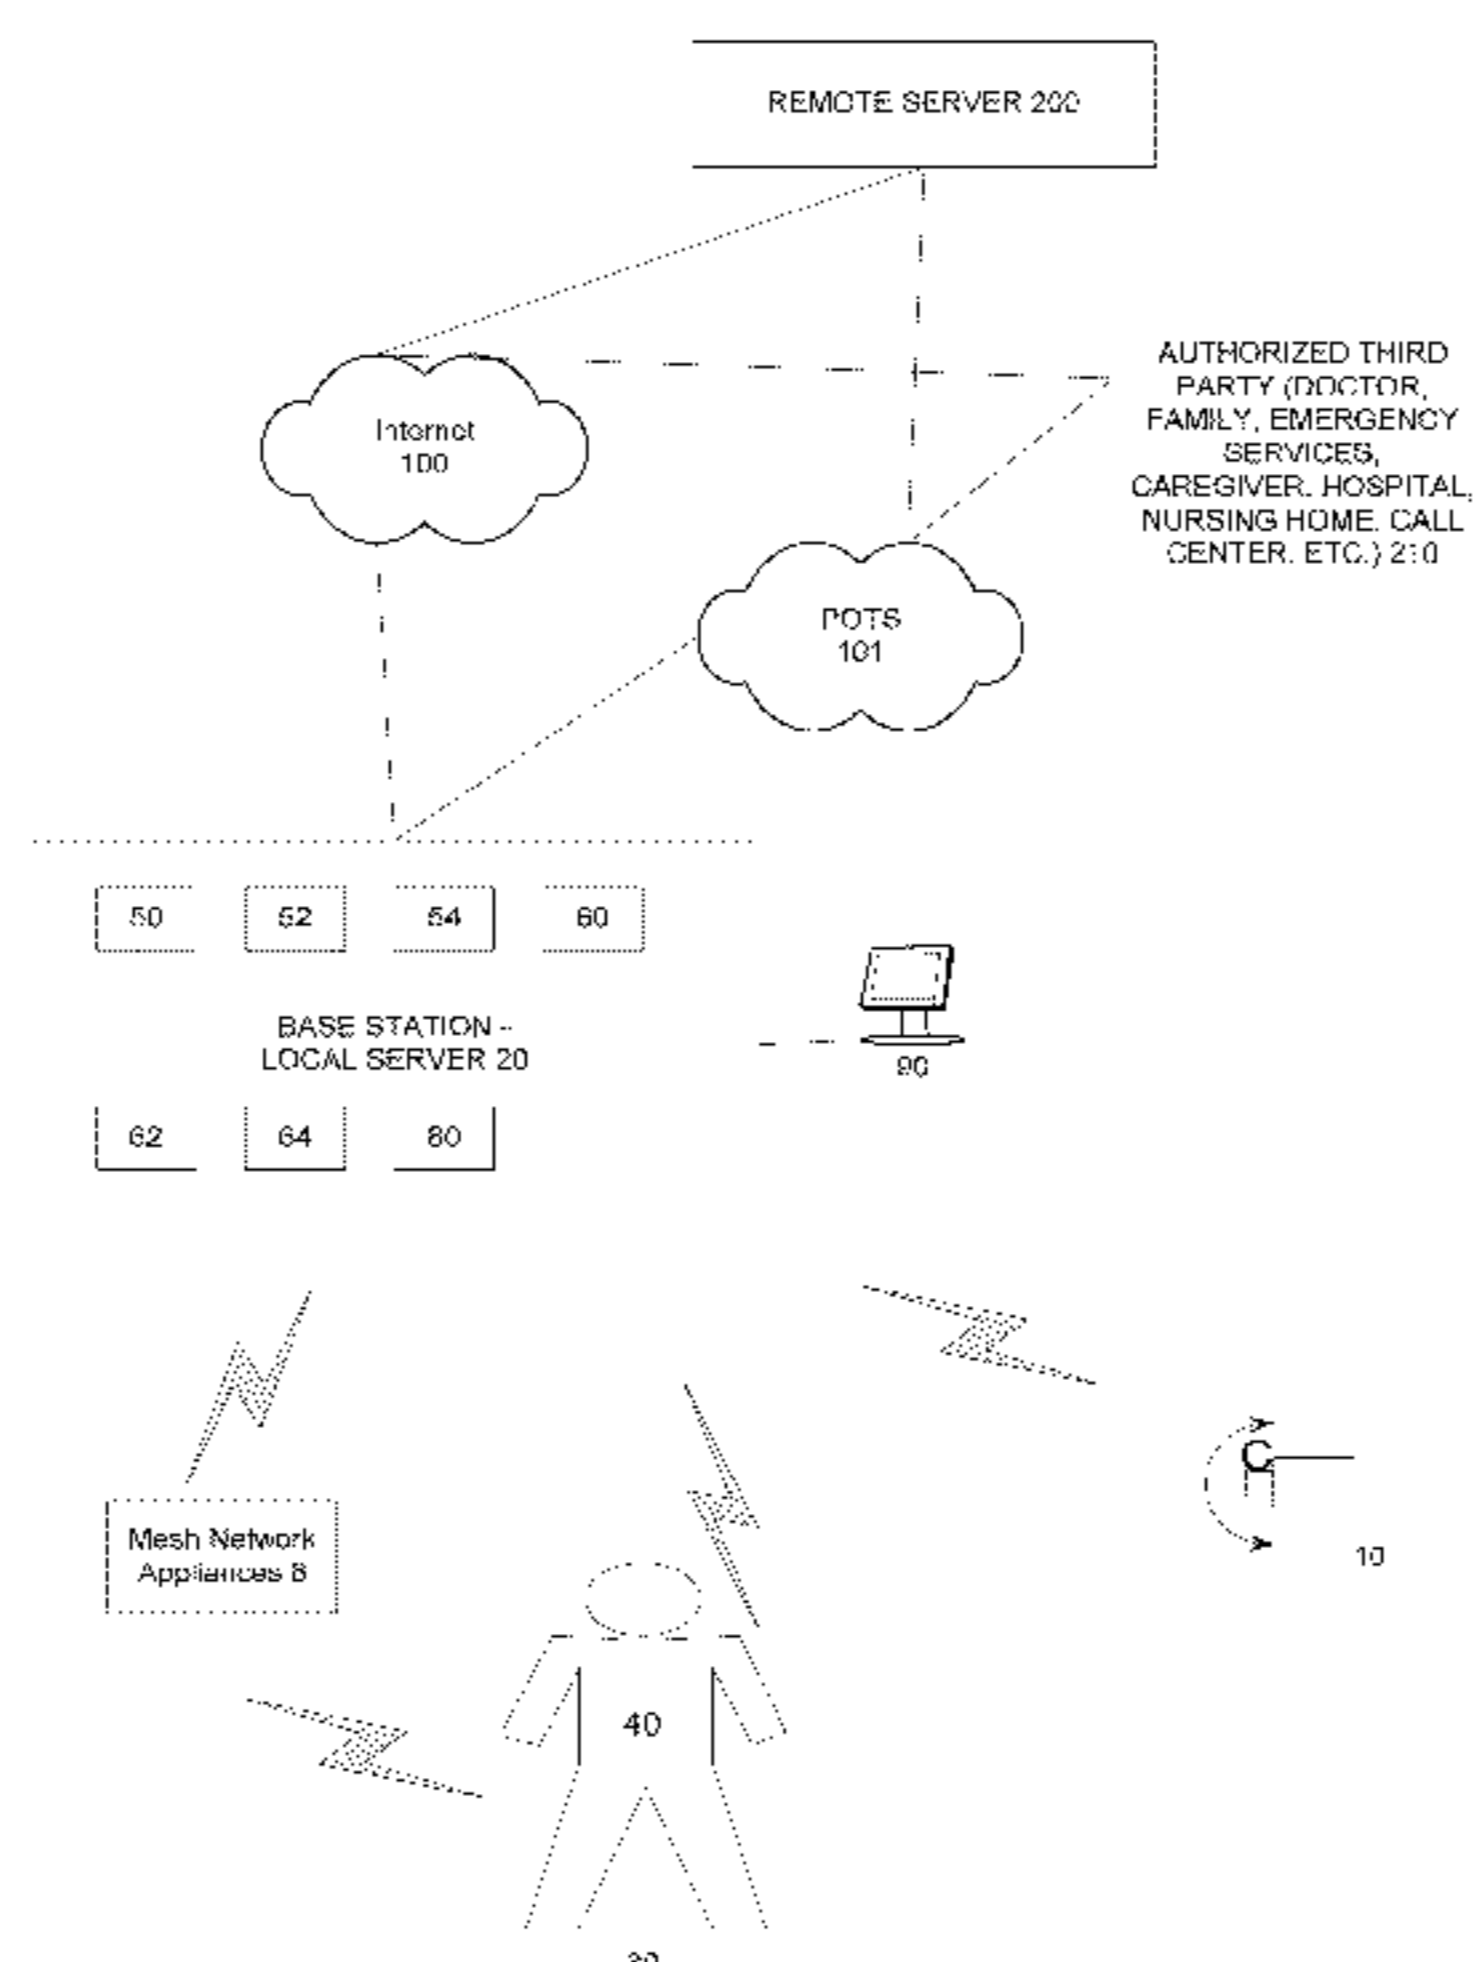 REMOTE SERVER 200
AUTHORIZED THIRD
PARTY (DOCTOR,
FAMILY, EMERGENCY
SERVICES,
CAREGIVER, HOSPITAL,
NURSING HOME, CALL
CENTER, ETC.) 210
Internet
100
POTS
101
50
52
54
60
BASE STATION –
LOCAL SERVER 20
90
62
64
80
Mesh Network
Appliances 8
10
40